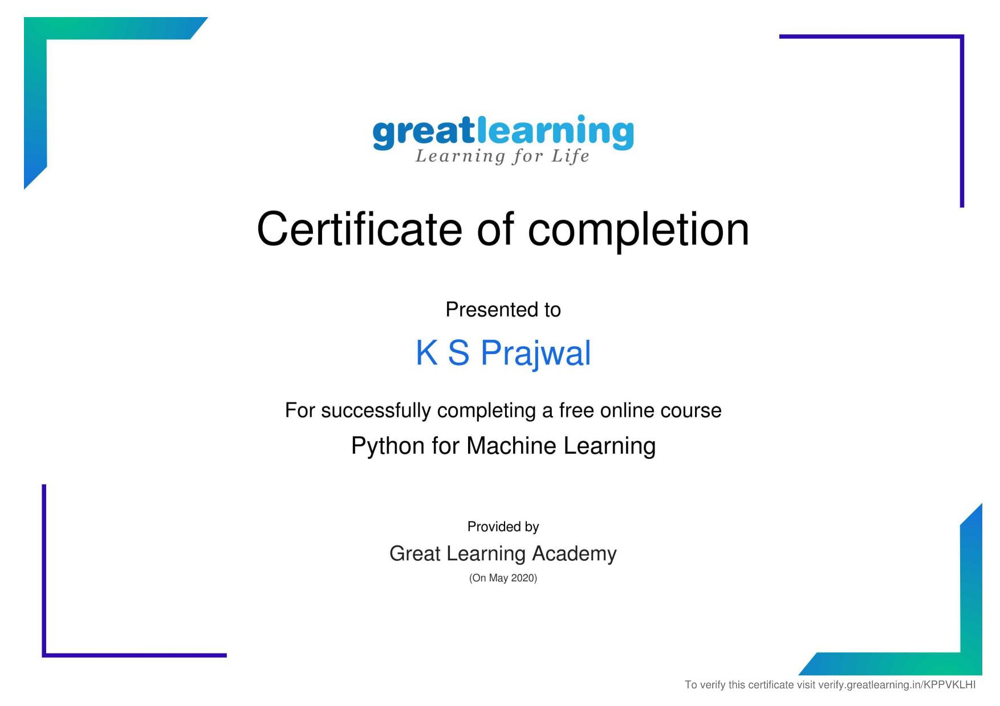 greatlearning
Learning for Life
Certificate of completion
Presented to
K S Prajwal
For successfully completing a free online course
Python for Machine Learning
Provided by
Great Learning Academy
(On May 2020)
To verify this certificate visit verify.greatlearning.in/KPPVKLHI